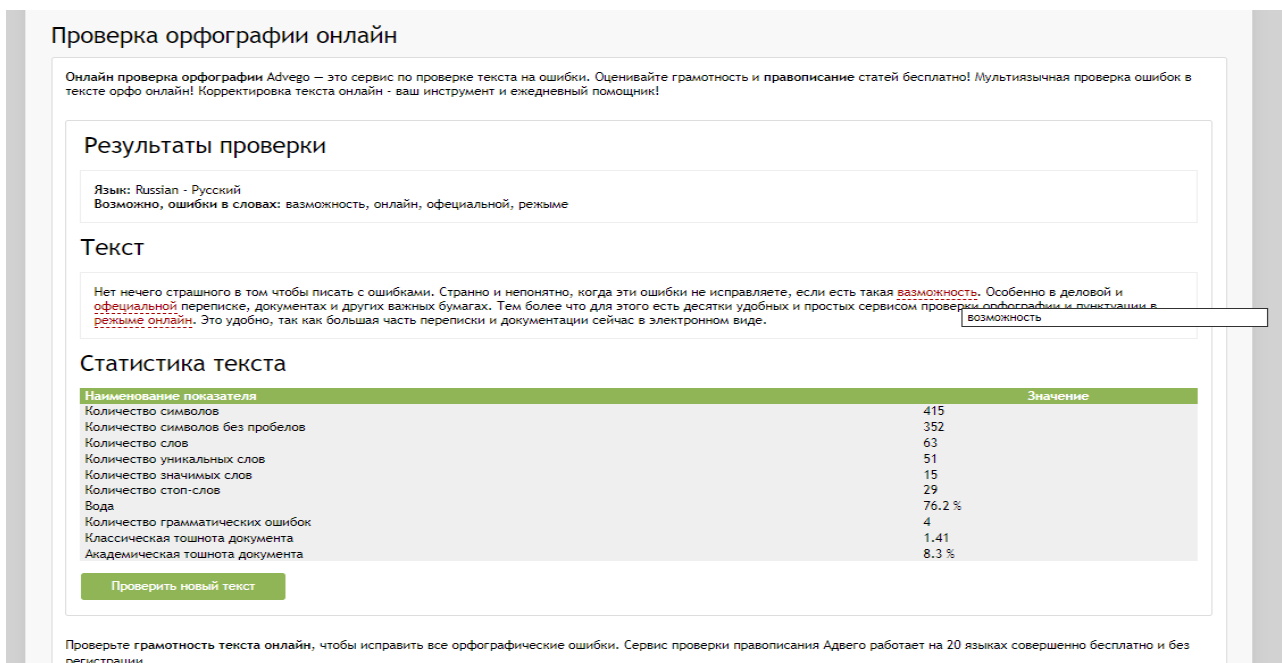 Проверка орфографии онлайн
Онлайн проверка орфографии Advego — это сервис по проверке текста на ошибки. Оценивайте грамотность и правописание статей бесплатно! Мультиязычная проверка ошибок в
тексте орфо онлайн! Корректировка текста онлайн - ваш инструмент и ежедневный помощник!
Результаты проверки
Язык: Russian - Русский
Возможно, ошибки в словах: вазможность, онлайн, офециальной, режыме
Текст
Нет нечего страшного в том чтобы писать с ошибками. Странно и непонятно, когда эти ошибки не исправляете, если есть такая вазможность. Особенно в деловой и
офециальной переписке, документах и других важных бумагах. Тем более что для этого есть десятки удобных и простых сервисом проверки орфографии и пунктуации в
возможность
режыме онлайн. Это удобно, так как большая часть переписки и документации сейчас в электронном виде.
Статистика текста
Наименование показателя Значение
Количество символов 415
Количество символов без пробелов 352
Количество слов 63
Количество уникальных слов 51
Количество значимых слов 15
Количество стоп-слов 29
Вода 76.2 %
Количество грамматических ошибок 4
Классическая тошнота документа 1.41
Академическая тошнота документа 8.3 %
Проверить новый текст
Проверьте грамотность текста онлайн, чтобы исправить все орфографические ошибки. Сервис проверки правописания Адвего работает на 20 языках совершенно бесплатно и без
регистрации